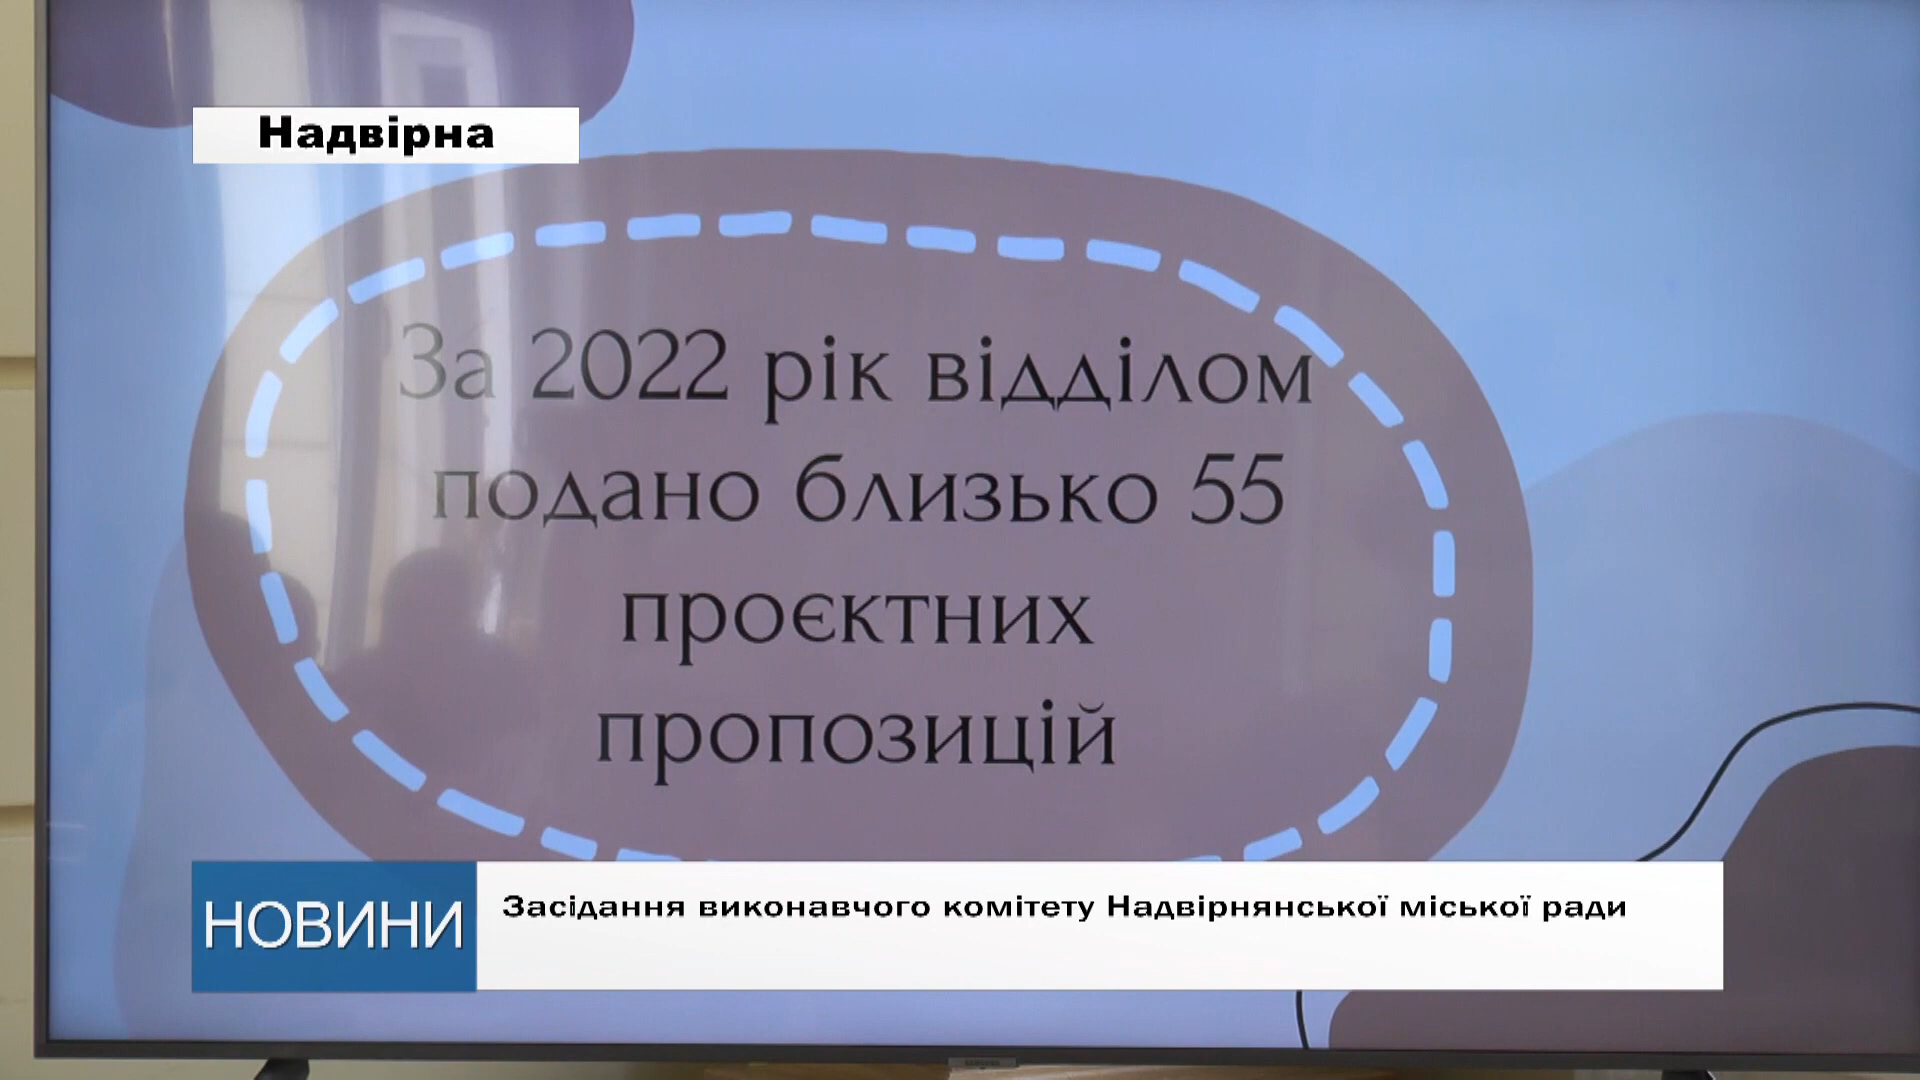 Надвірна
За 2022 рік відділом
подано близько 55
проєктних
пропозицій
НОВИНИ
Засідання виконавчого комітету Надвірнянської міської ради